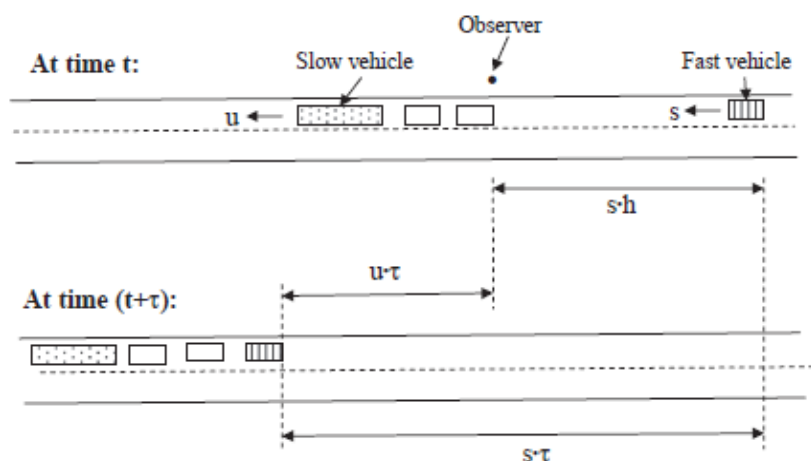 Observer
At time t:
Slow vehicle
Fast vehicle
u
s
s·h
u·τ
At time (t+τ):
s·τ